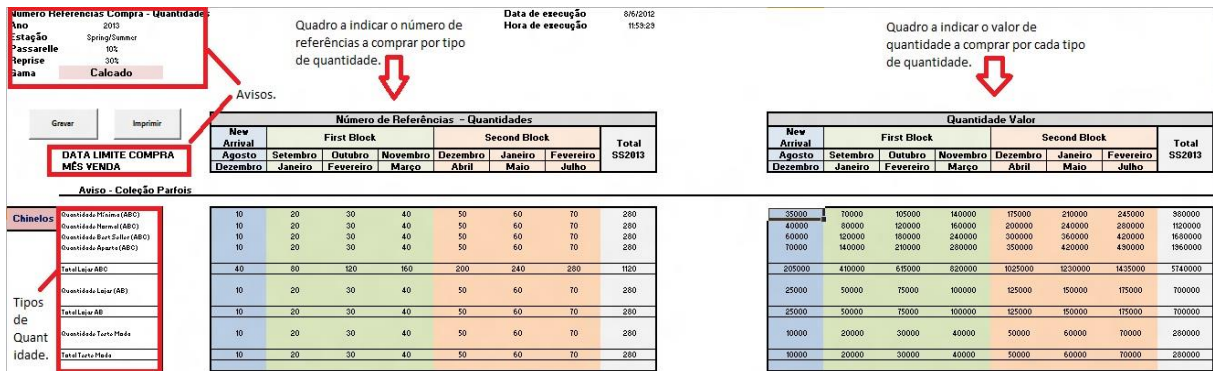 Numero Referencias Compra - Quantidades
Ano 2013
Estação Spring/Summer
Passarelle 10%
Reprise 30%
Gama Calcado
Quadro a indicar o número de
referências a comprar por tipo
de quantidade.
Data de execução 8/6/2012
Hora de execução 11:59:29
Quadro a indicar o valor de
quantidade a comprar por cada tipo
de quantidade.
Avisos.
Gravar Imprimir
DATA LIMITE COMPRA
MÊS VENDA
Número de Referências - Quantidades
New Arrival First Block Second Block Total SS2013
Agosto Setembro Outubro Novembro Dezembro Janeiro Fevereiro
Dezembro Janeiro Fevereiro Março Abril Maio Julho
Quantidade Valor
New Arrival First Block Second Block Total SS2013
Agosto Setembro Outubro Novembro Dezembro Janeiro Fevereiro
Dezembro Janeiro Fevereiro Março Abril Maio Julho
Aviso - Coleção Parfois
Chinelos
Quantidade Mínima (ABC) 10 20 30 40 50 60 70 280 35000 70000 105000 140000 175000 210000 245000 980000
Quantidade Normal (ABC) 10 20 30 40 50 60 70 280 40000 80000 120000 160000 200000 240000 280000 1120000
Quantidade Best Seller (ABC) 10 20 30 40 50 60 70 280 60000 120000 180000 240000 300000 360000 420000 1680000
Quantidade Aposta (ABC) 10 20 30 40 50 60 70 280 70000 140000 210000 280000 350000 420000 490000 1960000
Total Lojas ABC 40 80 120 160 200 240 280 1120 205000 410000 615000 820000 1025000 1230000 1435000 5740000
Quantidade Lojas (AB) 10 20 30 40 50 60 70 280 25000 50000 75000 100000 125000 150000 175000 700000
Total Lojas AB 10 20 30 40 50 60 70 280 25000 50000 75000 100000 125000 150000 175000 700000
Quantidade Teste Moda 10 20 30 40 50 60 70 280 10000 20000 30000 40000 50000 60000 70000 280000
Total Teste Moda 10 20 30 40 50 60 70 280 10000 20000 30000 40000 50000 60000 70000 280000
Tipos
de
Quant
idade.